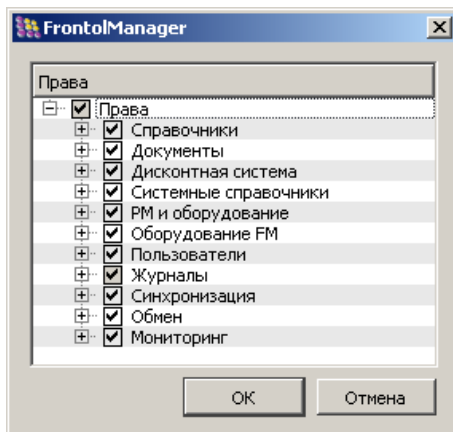 FrontolManager
Права
Права
Справочники
Документы
Дисконтная система
Системные справочники
РМ и оборудование
Оборудование FM
Пользователи
Журналы
Синхронизация
Обмен
Мониторинг
ОК
Отмена